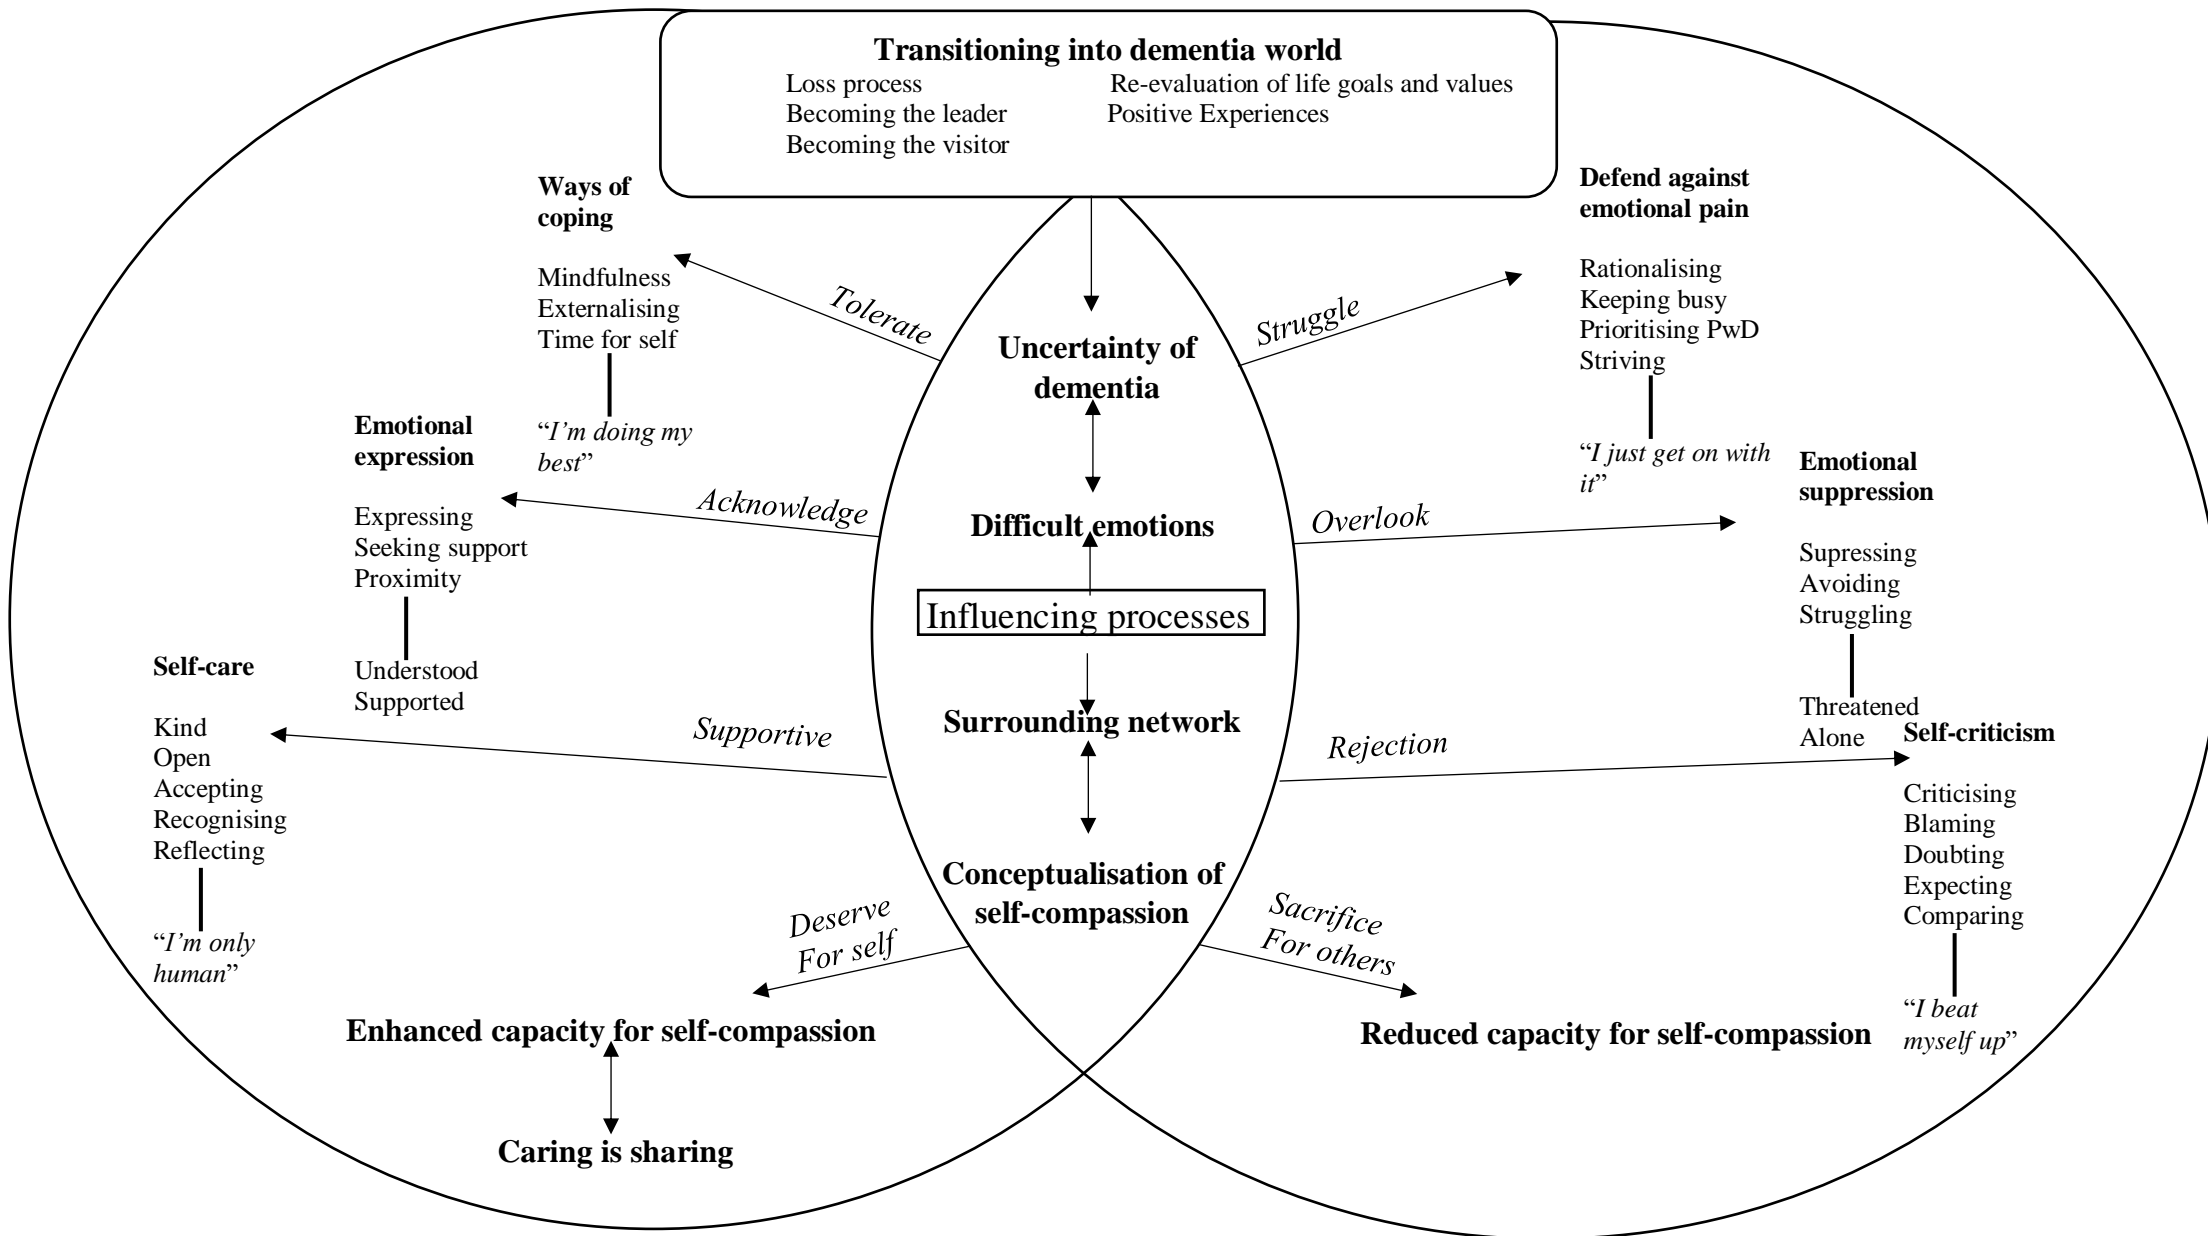 Transitioning into dementia world
Loss process
Becoming the leader
Becoming the visitor
Re-evaluation of life goals and values
Positive Experiences
Ways of
coping
Mindfulness
Externalising
Time for self
“I’m doing my
best”
Tolerate
Emotional
expression
Expressing
Seeking support
Proximity
Understood
Supported
Acknowledge
Self-care
Kind
Open
Accepting
Recognising
Reflecting
“I’m only
human”
Supportive
Deserve
For self
Enhanced capacity for self-compassion
Caring is sharing
Uncertainty of
dementia
Difficult emotions
Influencing processes
Surrounding network
Conceptualisation of
self-compassion
Struggle
Defend against
emotional pain
Rationalising
Keeping busy
Prioritising PwD
Striving
“I just get on with
it”
Overlook
Emotional
suppression
Supressing
Avoiding
Struggling
Threatened
Alone
Rejection
Self-criticism
Criticising
Blaming
Doubting
Expecting
Comparing
“I beat
myself up”
Sacrifice
For others
Reduced capacity for self-compassion